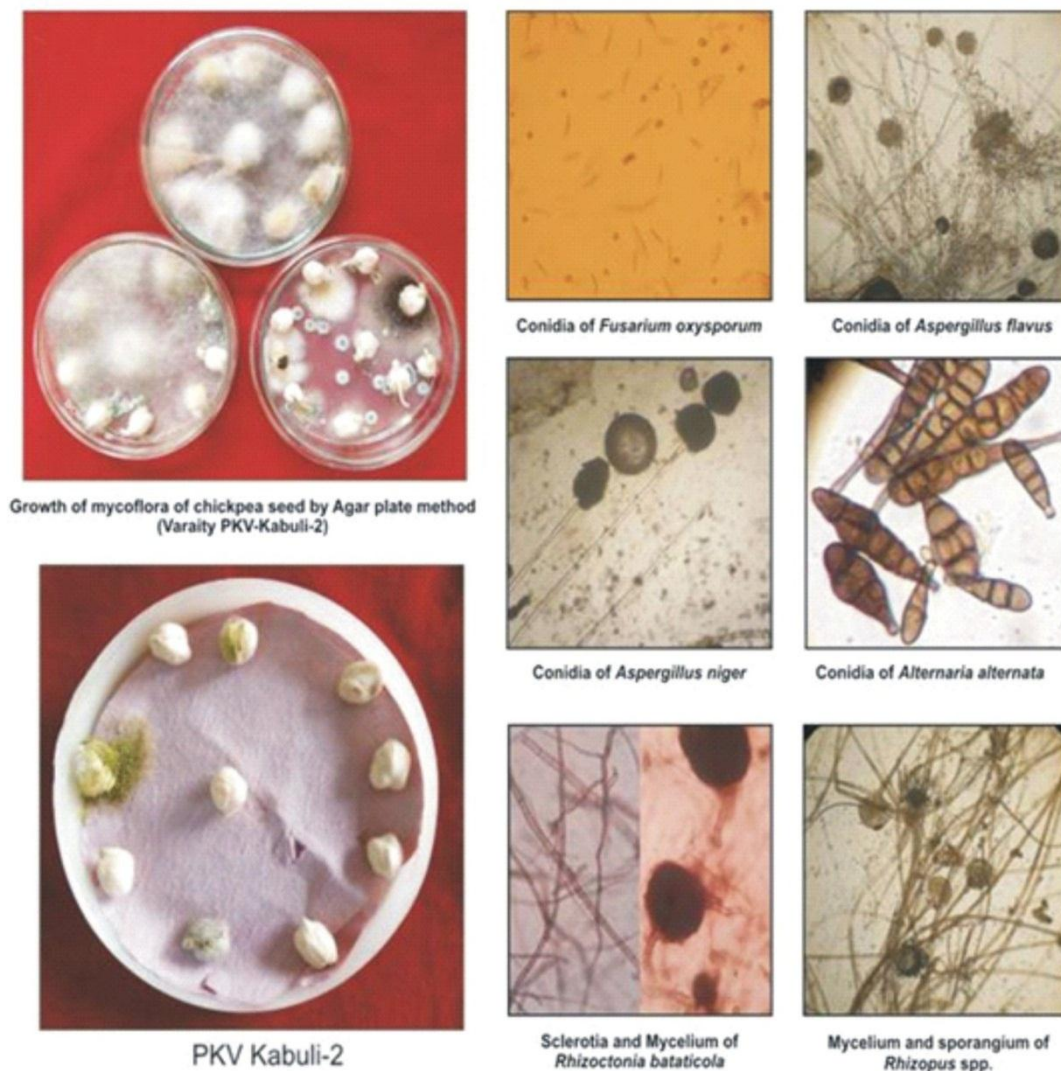 Growth of mycoflora of chickpea seed by Agar plate method
(Varaity PKV-Kabuli-2)
PKV Kabuli-2
Conidia of Fusarium oxysporum
Conidia of Aspergillus flavus
Conidia of Aspergillus niger
Conidia of Alternaria alternata
Sclerotia and Mycelium of
Rhizoctonia bataticola
Mycelium and sporangium of
Rhizopus spp.